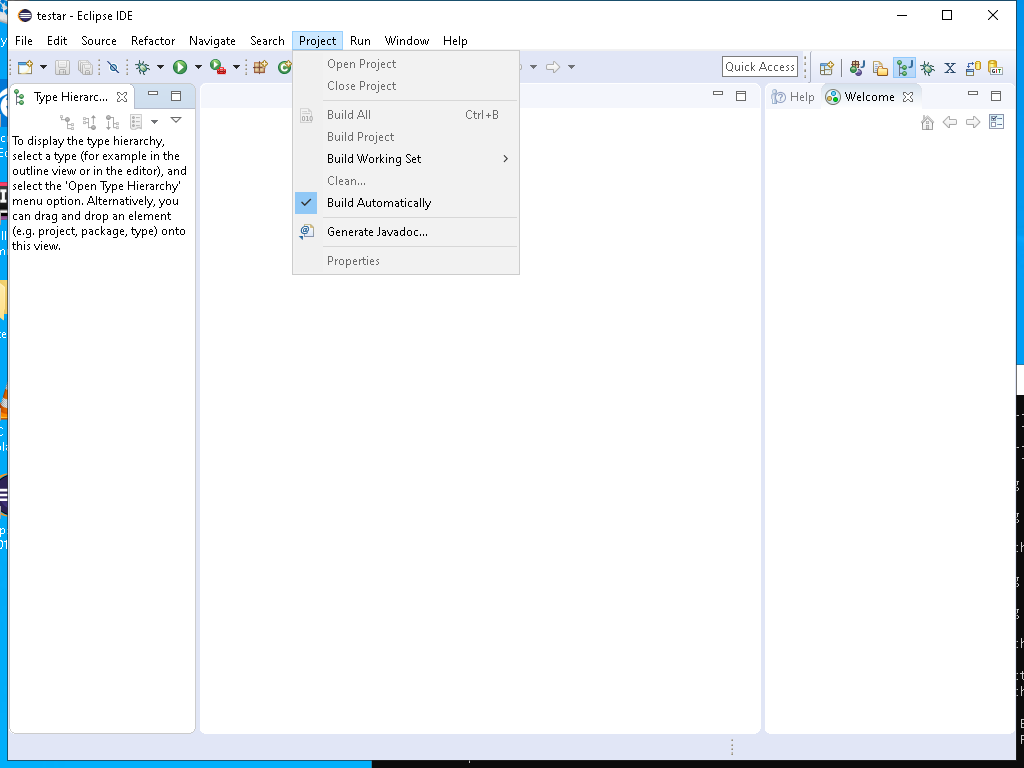 testar - Eclipse IDE
File Edit Source Refactor Navigate Search Project Run Window Help
Quick Access
Type Hierarc...
Help
Welcome
To display the type hierarchy,
select a type (for example in the
outline view or in the editor), and
select the 'Open Type Hierarchy'
menu option. Alternatively, you
can drag and drop an element
(e.g. project, package, type) onto
this view.
Open Project
Close Project
Build All Ctrl+B
Build Project
Build Working Set
Clean...
Build Automatically
Generate Javadoc...
Properties